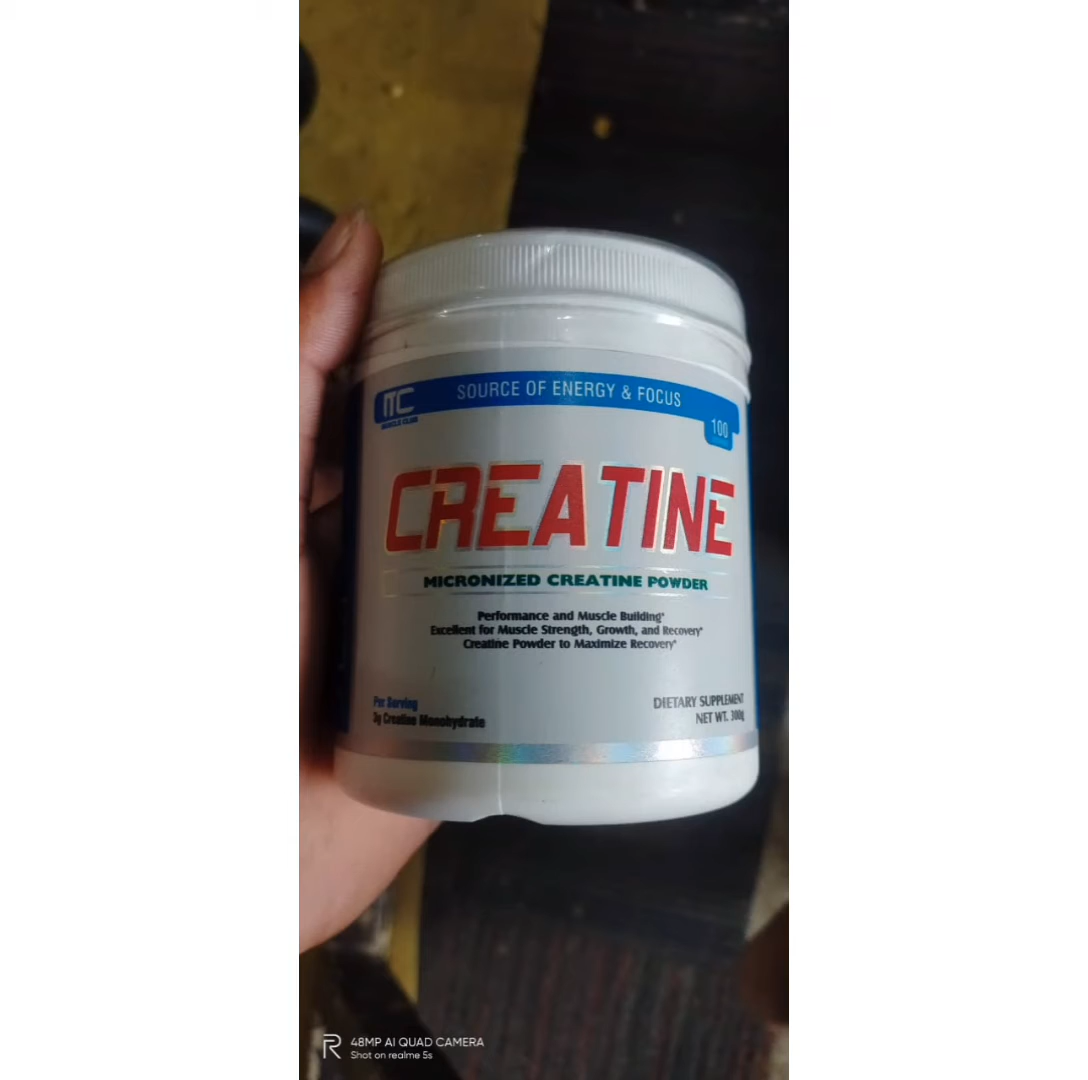 SOURCE OF ENERGY & FOCUS
MUSCLE CLUB
100
CREATINE
MICRONIZED CREATINE POWDER
Performance and Muscle Building*
Excellent for Muscle Strength, Growth, and Recovery*
Creatine Powder to Maximize Recovery*
Per Serving
3g Creatine Monohydrate
DIETARY SUPPLEMENT
NET WT. 300g
48MP AI QUAD CAMERA
Shot on realme 5s